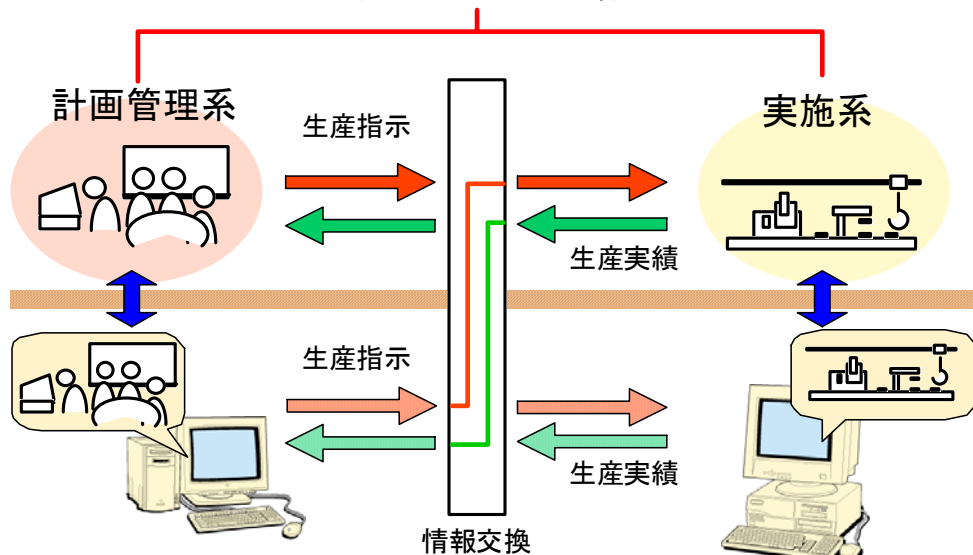 計画管理系
実施系
生産指示
生産実績
生産指示
生産実績
情報交換